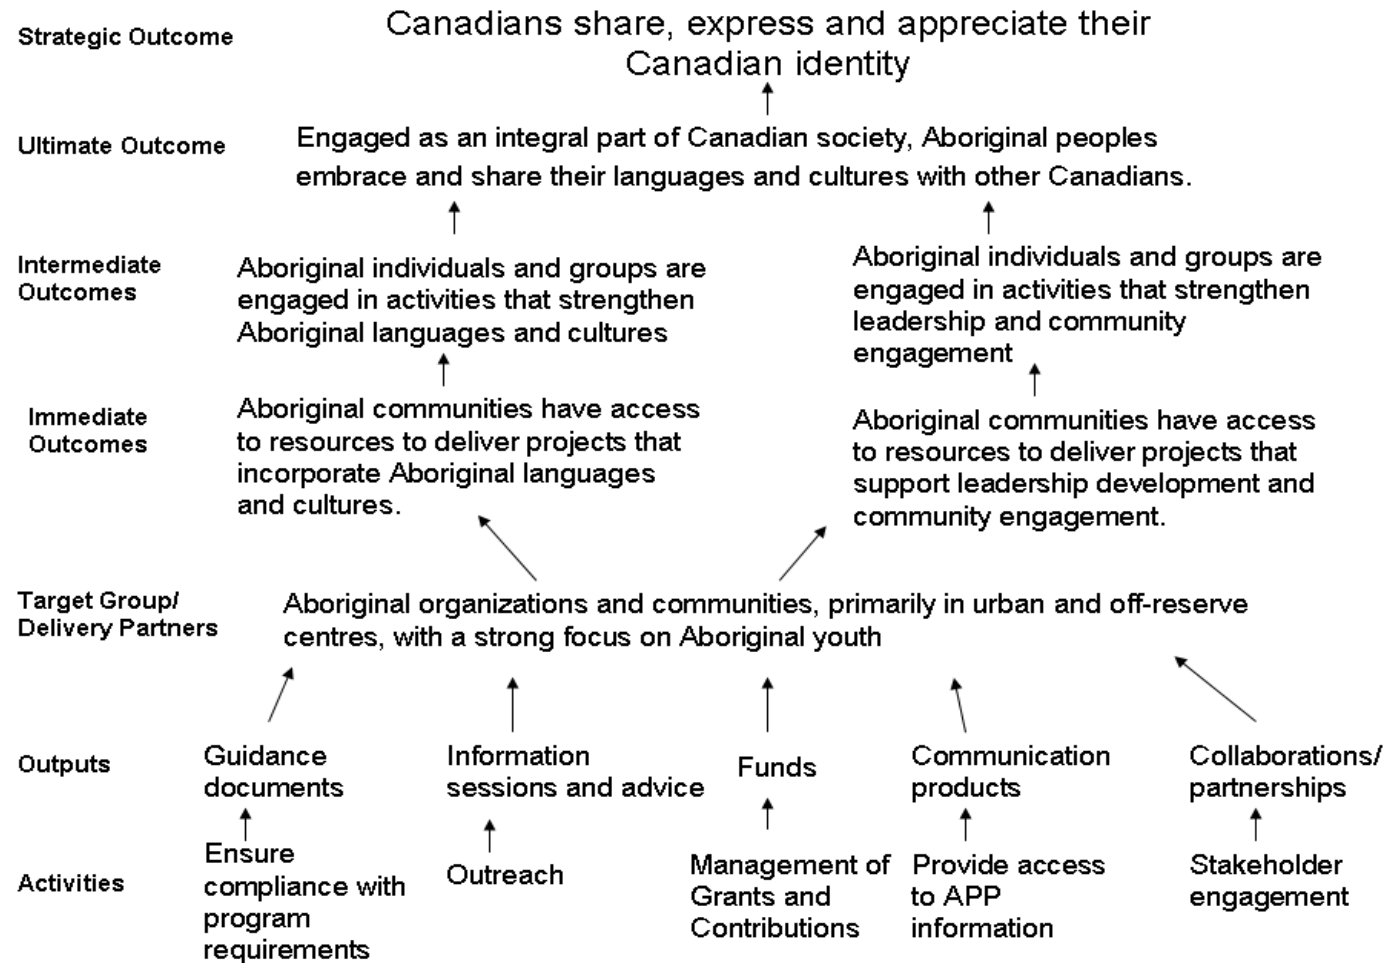 Strategic Outcome
Canadians share, express and appreciate their
Canadian identity
Ultimate Outcome
Engaged as an integral part of Canadian society, Aboriginal peoples
embrace and share their languages and cultures with other Canadians.
Intermediate
Outcomes
Aboriginal individuals and groups are
engaged in activities that strengthen
Aboriginal languages and cultures
Aboriginal individuals and groups are
engaged in activities that strengthen
leadership and community
engagement
Immediate
Outcomes
Aboriginal communities have access
to resources to deliver projects that
incorporate Aboriginal languages
and cultures.
Aboriginal communities have access
to resources to deliver projects that
support leadership development and
community engagement.
Target Group/
Delivery Partners
Aboriginal organizations and communities, primarily in urban and off-reserve
centres, with a strong focus on Aboriginal youth
Outputs
Guidance
documents
Information
sessions and advice
Funds
Communication
products
Collaborations/
partnerships
Activities
Ensure
compliance with
program
requirements
Outreach
Management of
Grants and
Contributions
Provide access
to APP
information
Stakeholder
engagement